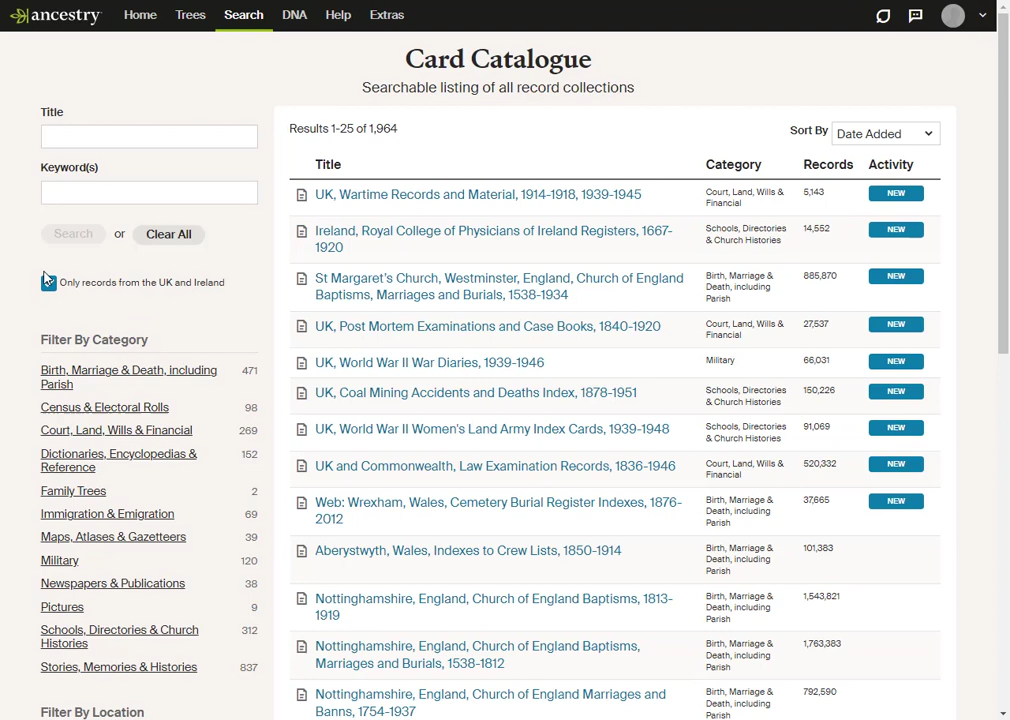 ancestry Home Trees Search DNA Help Extras
Card Catalogue
Searchable listing of all record collections
Title
Keyword(s)
Search or Clear All
Only records from the UK and Ireland
Filter By Category
Birth, Marriage & Death, including 471
Parish
Census & Electoral Rolls 98
Court, Land, Wills & Financial 269
Dictionaries, Encyclopedias & 152
Reference
Family Trees 2
Immigration & Emigration 69
Maps, Atlases & Gazetteers 39
Military 120
Newspapers & Publications 38
Pictures 9
Schools, Directories & Church 312
Histories
Stories, Memories & Histories 837
Filter By Location
Results 1-25 of 1,964 Sort By Date Added
Title Category Records Activity
UK, Wartime Records and Material, 1914-1918, 1939-1945 Court, Land, Wills & 5,143 NEW
Financial
Ireland, Royal College of Physicians of Ireland Registers, 1667- Schools, Directories 14,552 NEW
1920 & Church Histories
St Margaret's Church, Westminster, England, Church of England Birth, Marriage & 885,870 NEW
Baptisms, Marriages and Burials, 1538-1934 Death, including
Parish
UK, Post Mortem Examinations and Case Books, 1840-1920 Court, Land, Wills & 27,537 NEW
Financial
UK, World War II War Diaries, 1939-1946 Military 66,031 NEW
UK, Coal Mining Accidents and Deaths Index, 1878-1951 Schools, Directories 150,226 NEW
& Church Histories
UK, World War II Women's Land Army Index Cards, 1939-1948 Schools, Directories 91,069 NEW
& Church Histories
UK and Commonwealth, Law Examination Records, 1836-1946 Court, Land, Wills & 520,332 NEW
Financial
Web: Wrexham, Wales, Cemetery Burial Register Indexes, 1876- Birth, Marriage & 37,665 NEW
2012 Death, including
Parish
Aberystwyth, Wales, Indexes to Crew Lists, 1850-1914 Birth, Marriage & 101,383
Death, including
Parish
Nottinghamshire, England, Church of England Baptisms, 1813- Birth, Marriage & 1,543,821
1919 Death, including
Parish
Nottinghamshire, England, Church of England Baptisms, Birth, Marriage & 1,763,383
Marriages and Burials, 1538-1812 Death, including
Parish
Nottinghamshire, England, Church of England Marriages and Birth, Marriage & 792,590
Banns, 1754-1937 Death, including
Parish